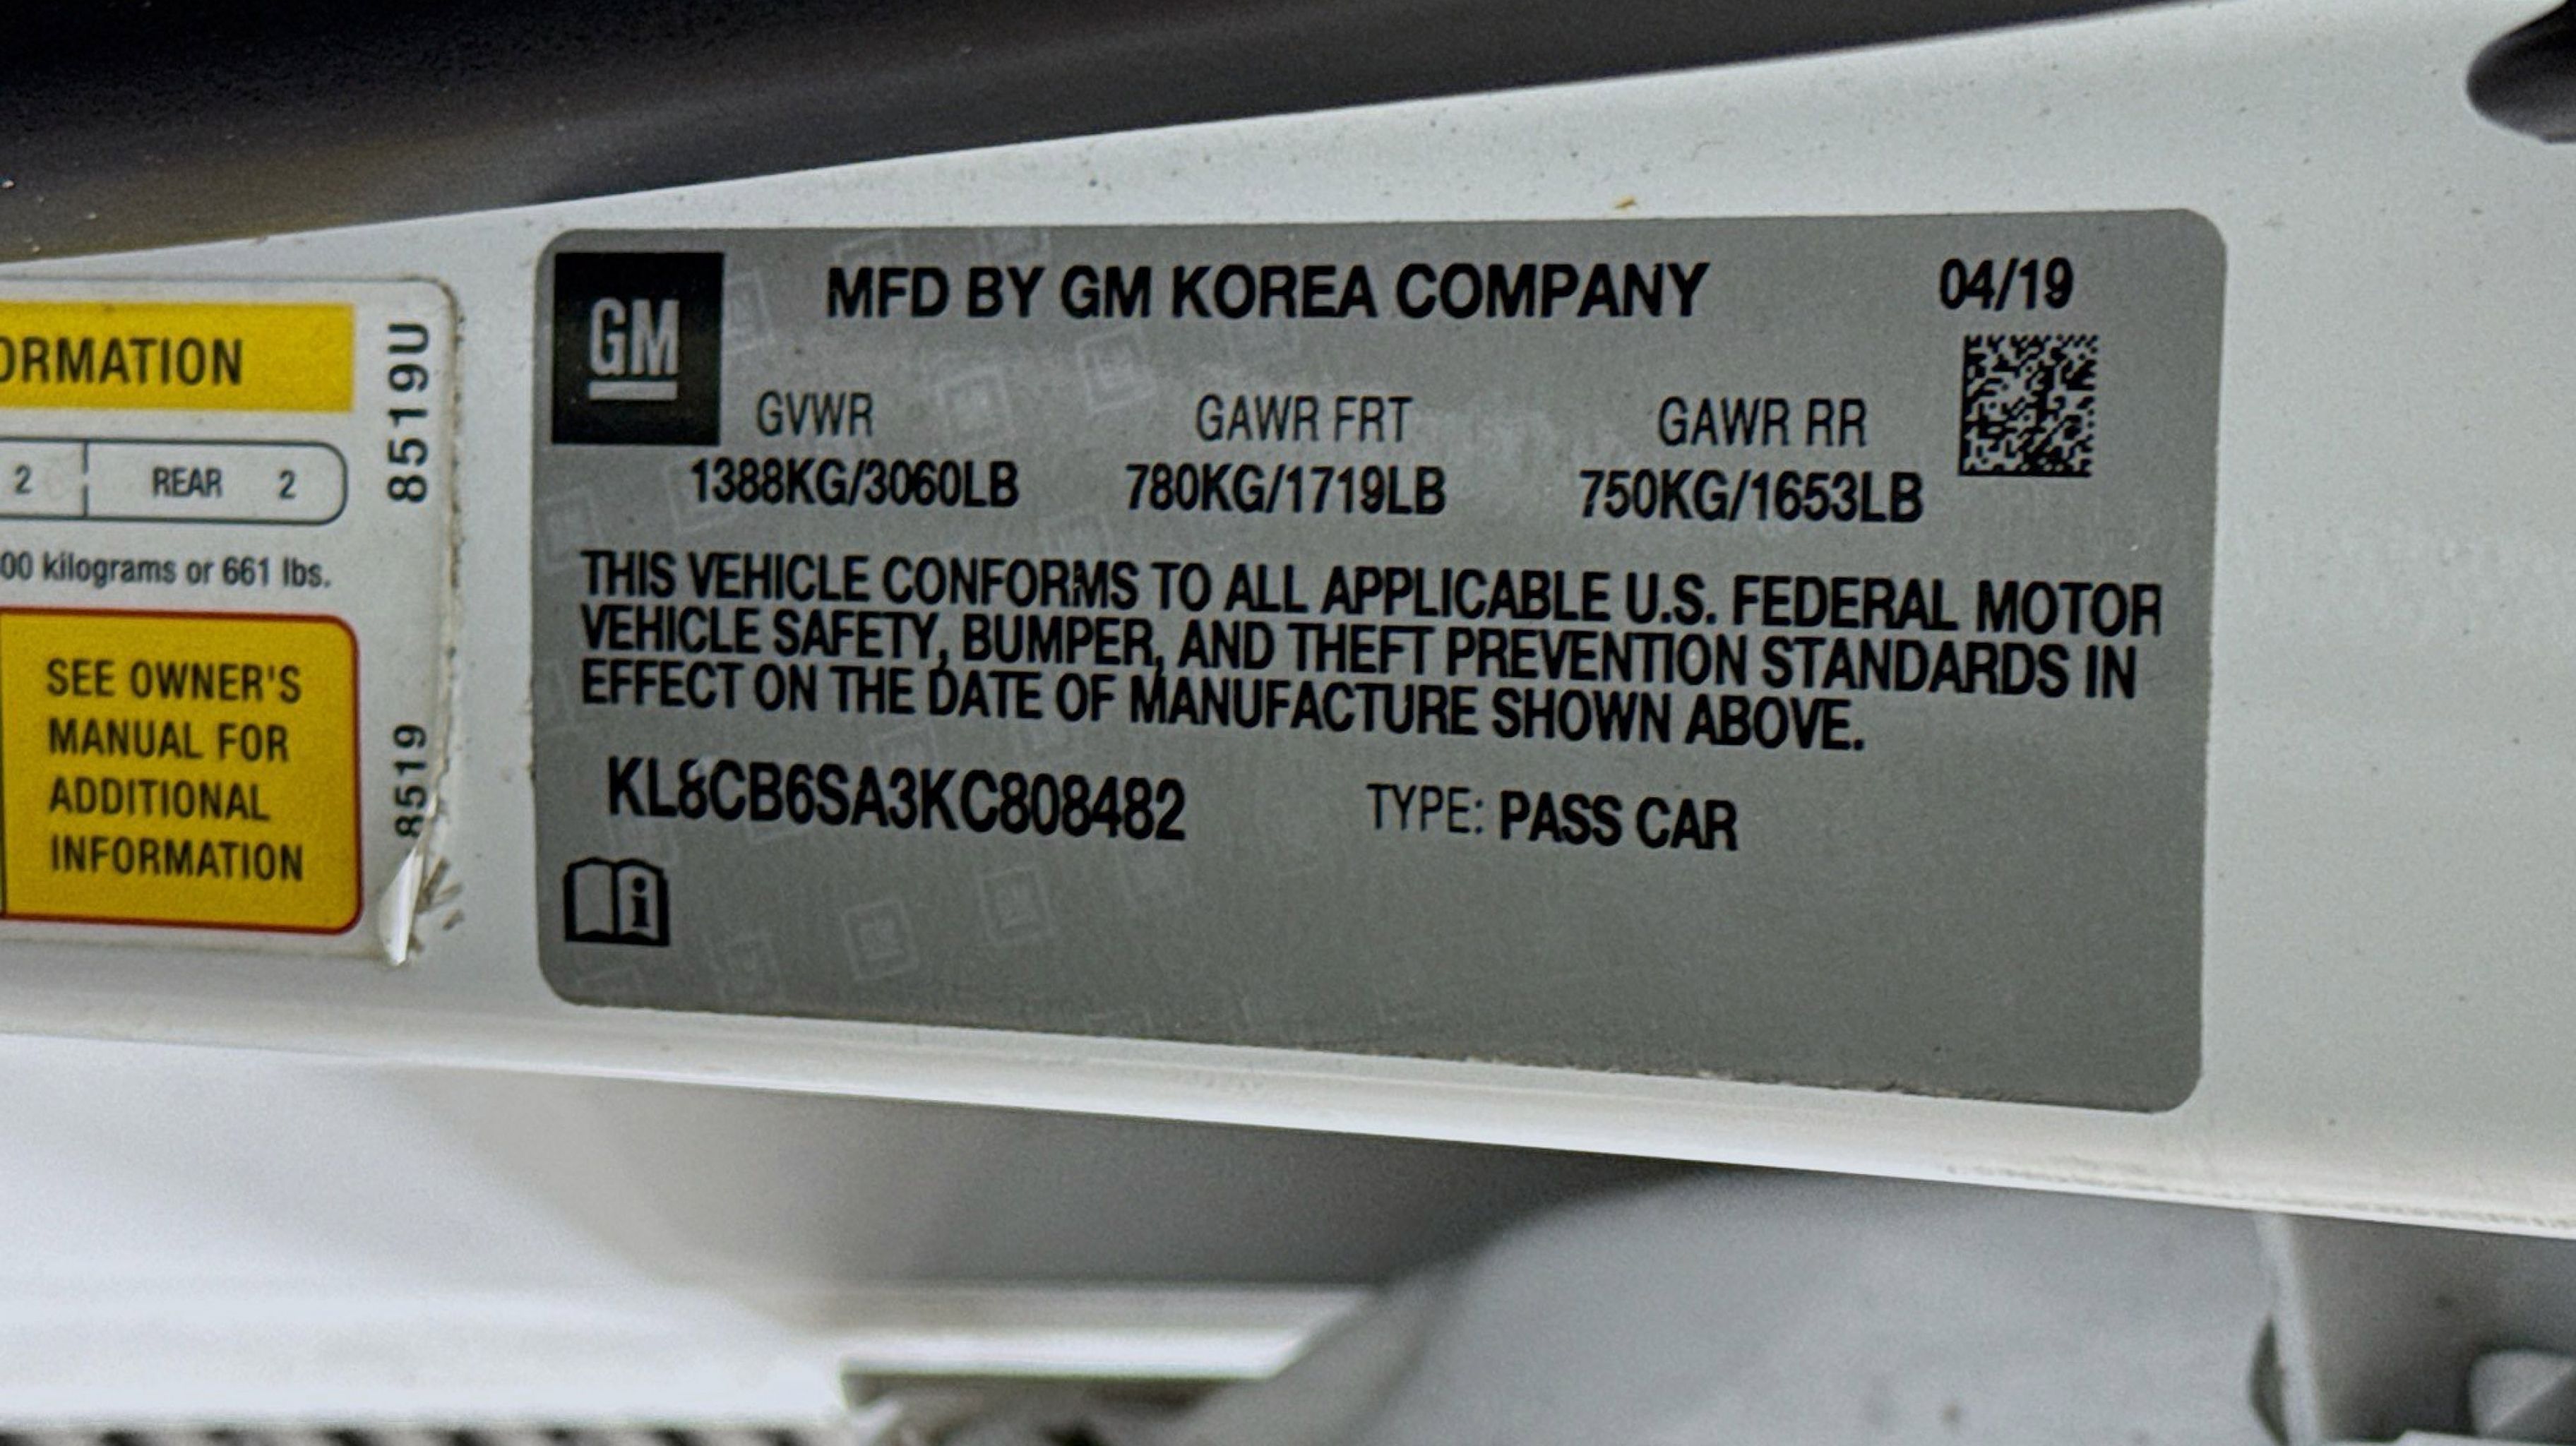 ORMATION
2 REAR 2
00 kilograms or 661 lbs.
SEE OWNER'S
MANUAL FOR
ADDITIONAL
INFORMATION
8519U
8519
GM
MFD BY GM KOREA COMPANY 04/19
GVWR GAWR FRT GAWR RR
1388KG/3060LB 780KG/1719LB 750KG/1653LB
THIS VEHICLE CONFORMS TO ALL APPLICABLE U.S. FEDERAL MOTOR
VEHICLE SAFETY, BUMPER, AND THEFT PREVENTION STANDARDS IN
EFFECT ON THE DATE OF MANUFACTURE SHOWN ABOVE.
KL8CB6SA3KC808482 TYPE: PASS CAR
i